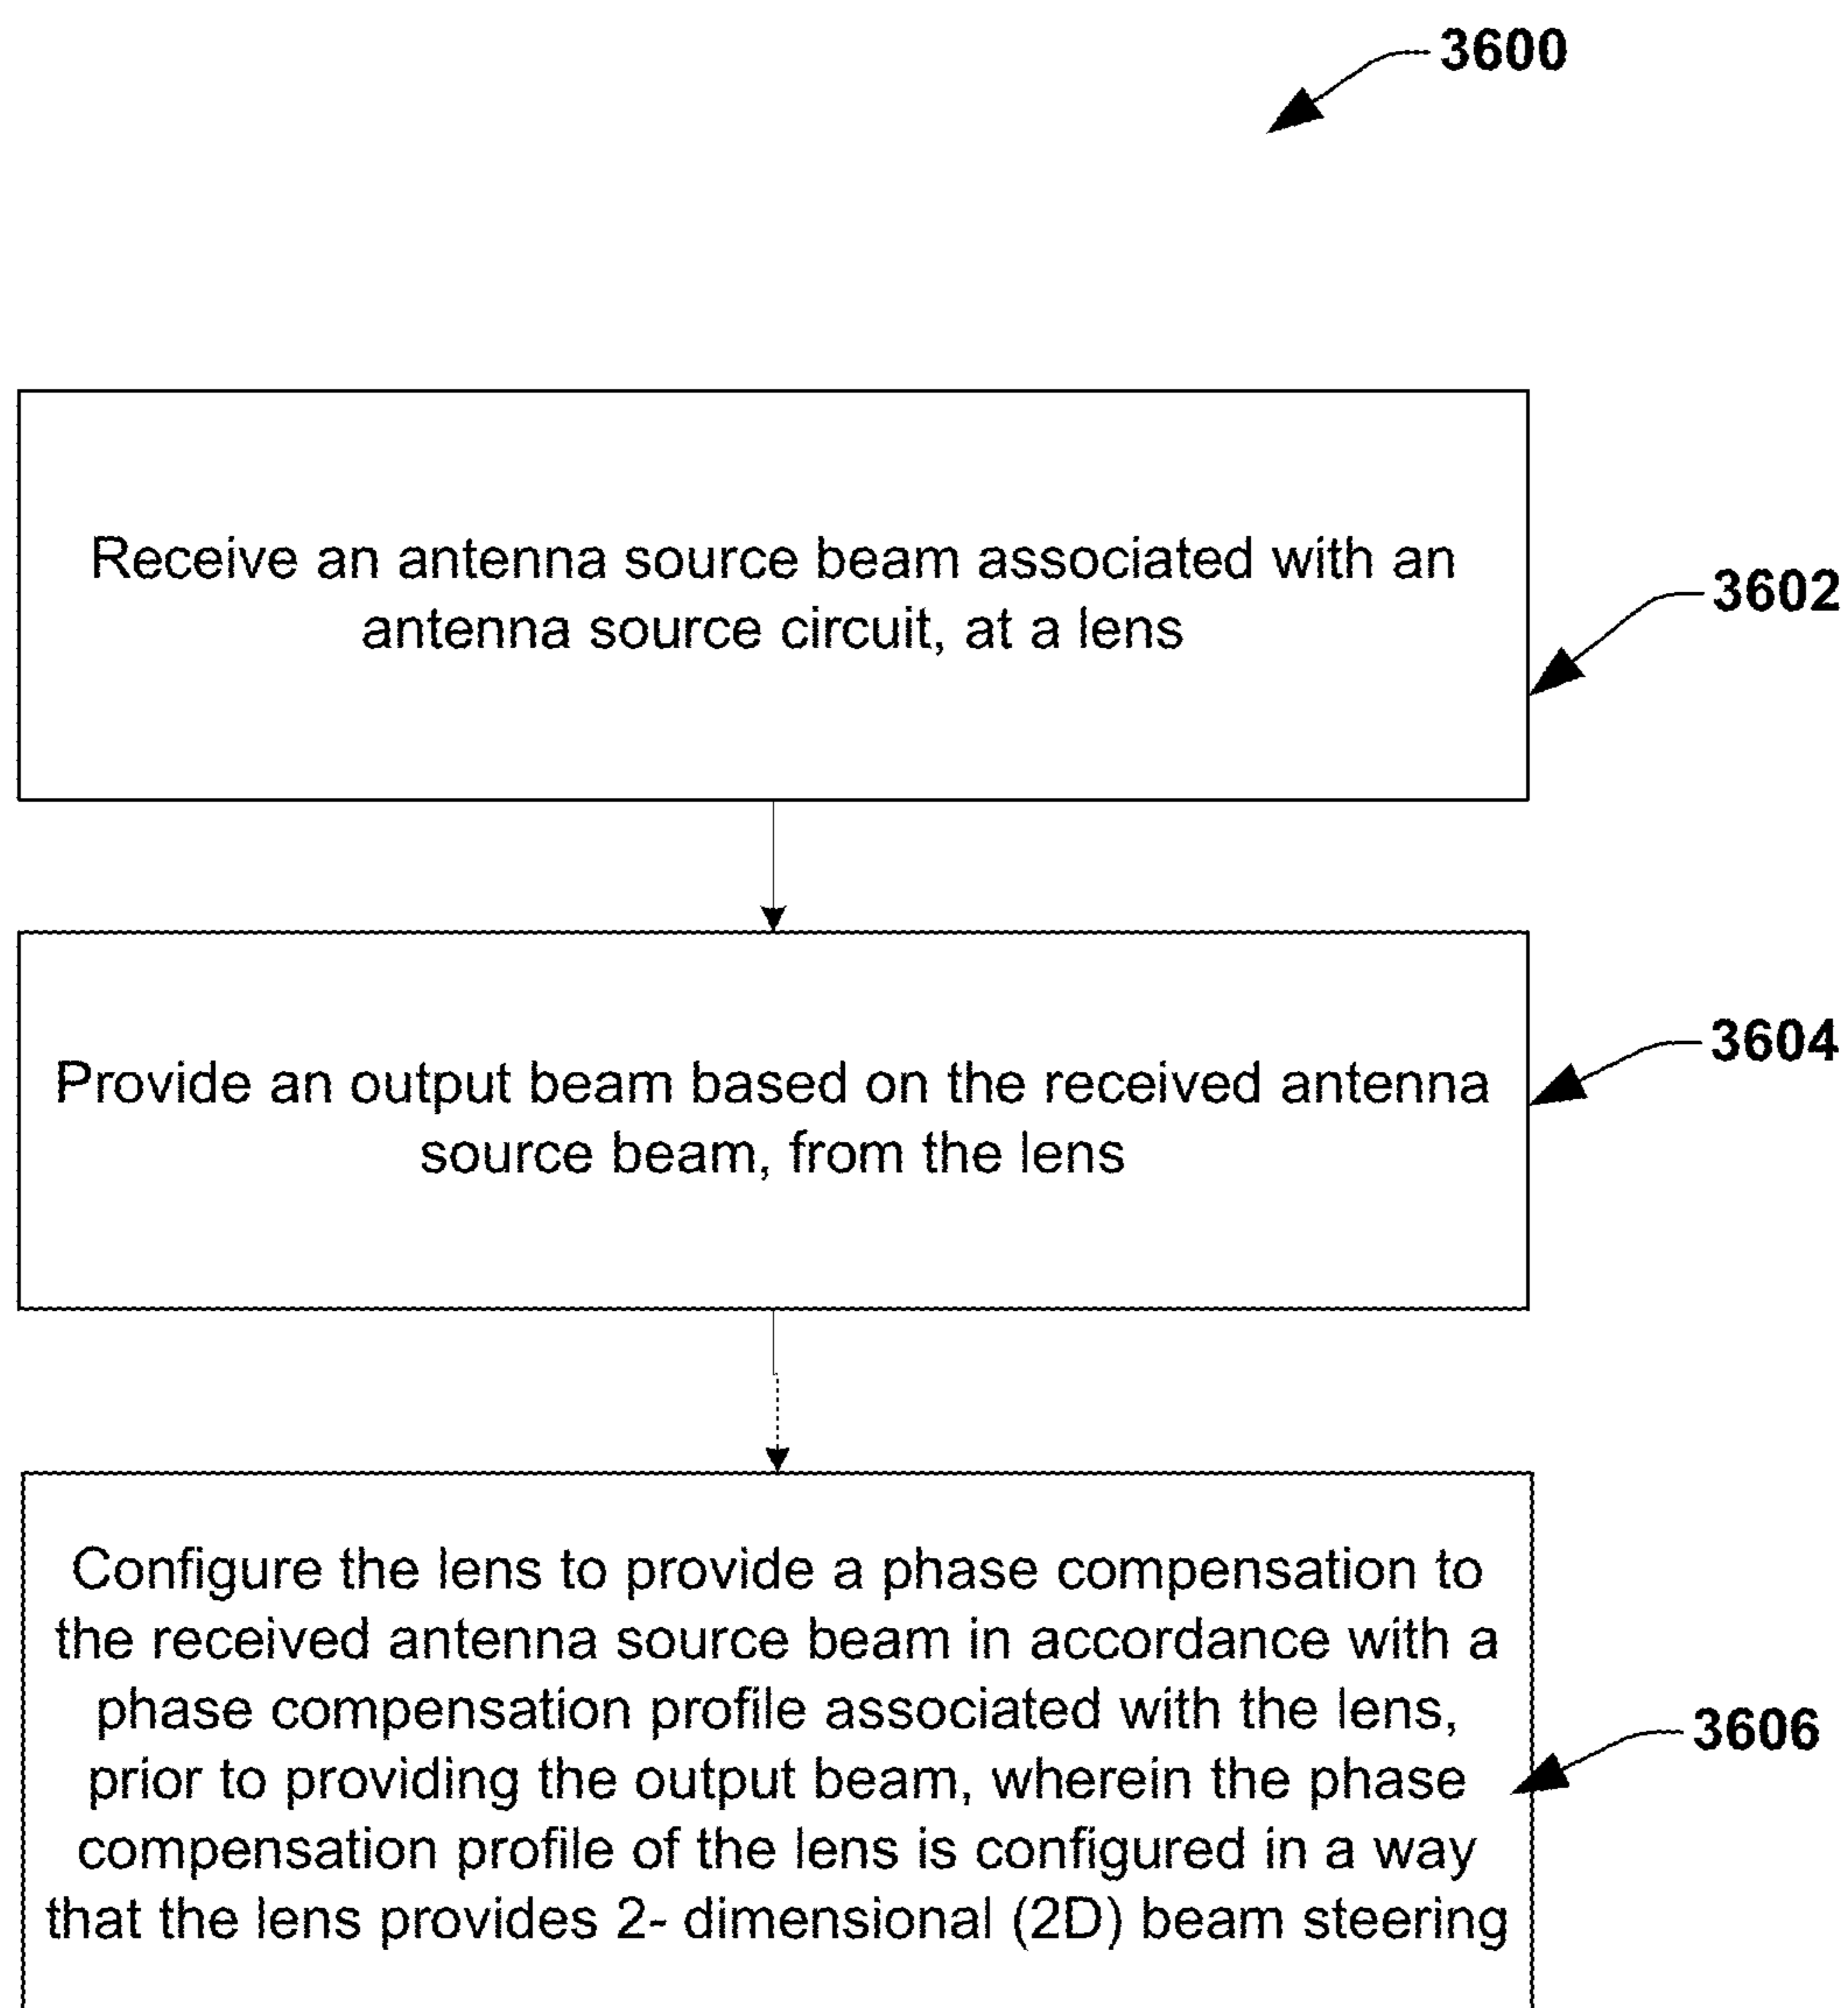 3600
Receive an antenna source beam associated with an
antenna source circuit, at a lens
3602
Provide an output beam based on the received antenna
source beam, from the lens
3604
Configure the lens to provide a phase compensation to
the received antenna source beam in accordance with a
phase compensation profile associated with the lens,
prior to providing the output beam, wherein the phase
compensation profile of the lens is configured in a way
that the lens provides 2- dimensional (2D) beam steering
3606